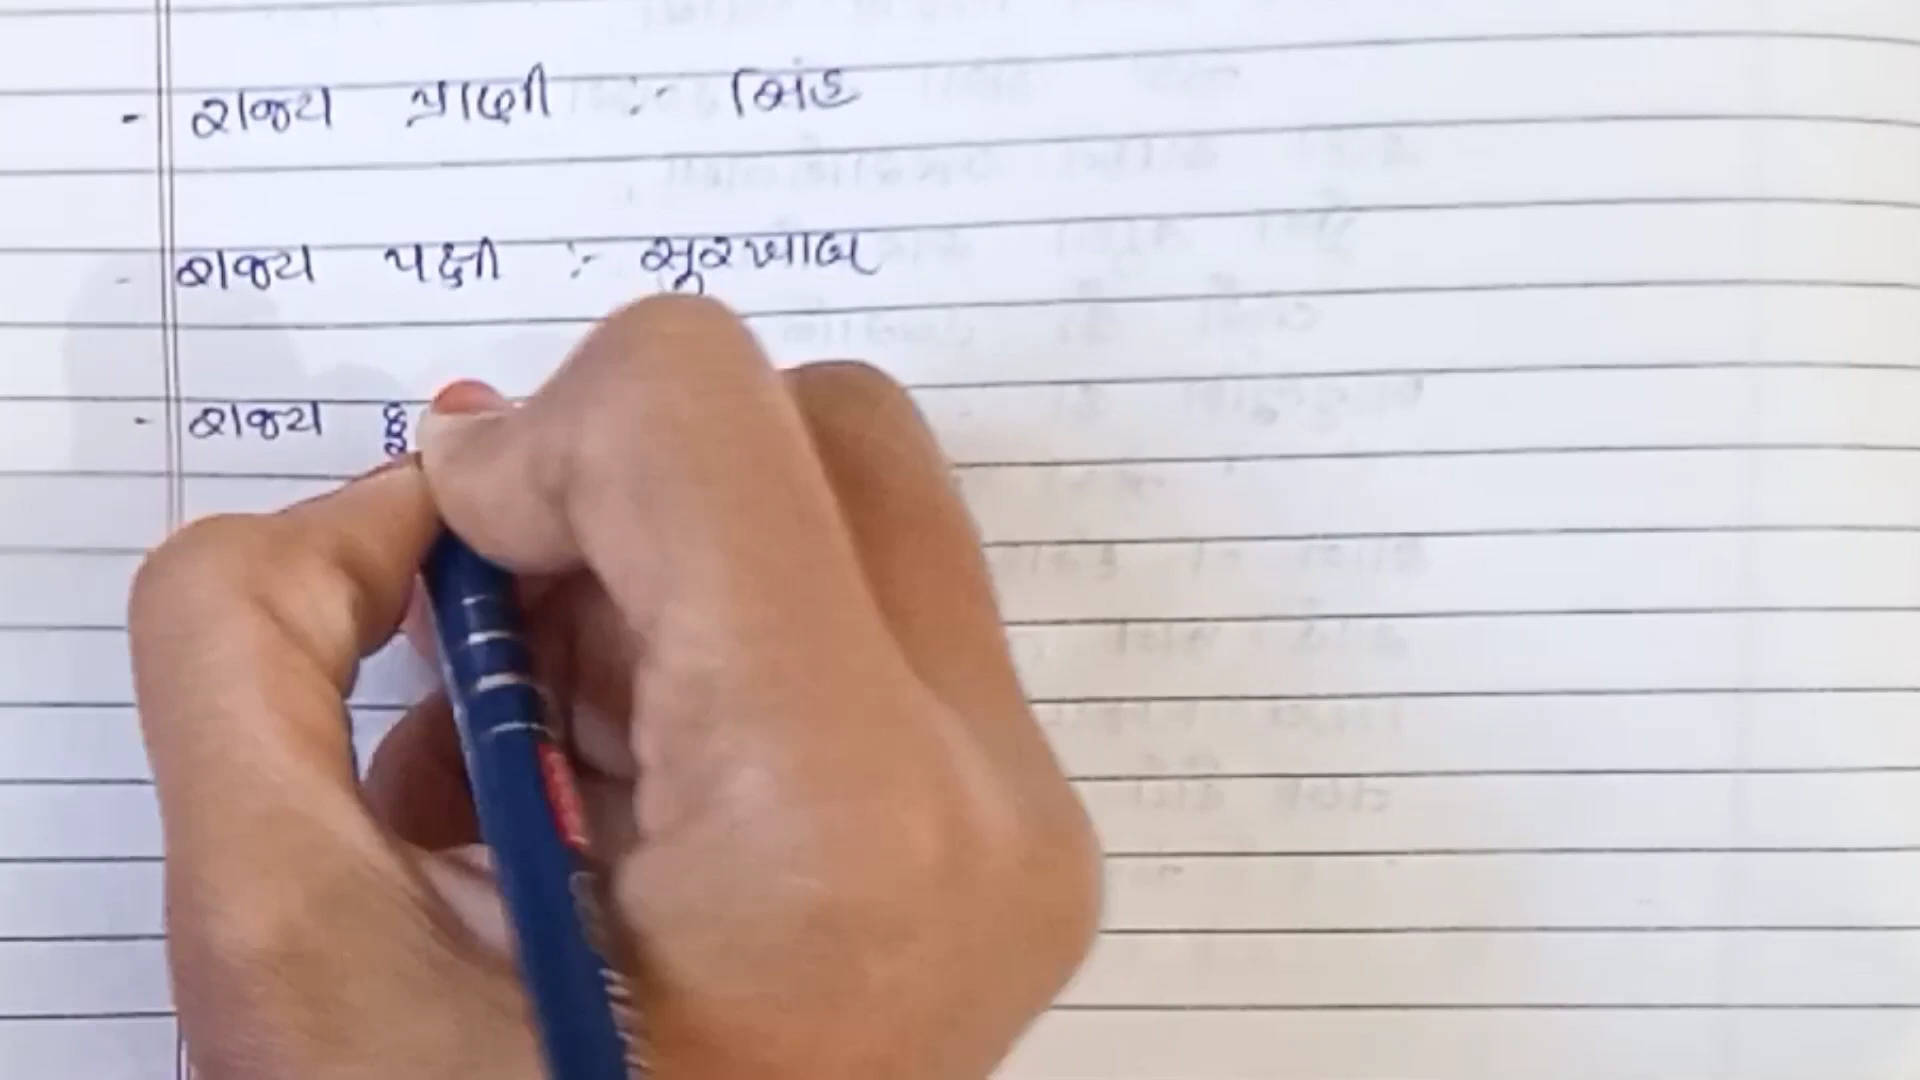 - રાજ્ય પ્રાણી :- સિંહ
- રાજ્ય પક્ષી :- સુરખાબ
- રાજ્ય ફૂ